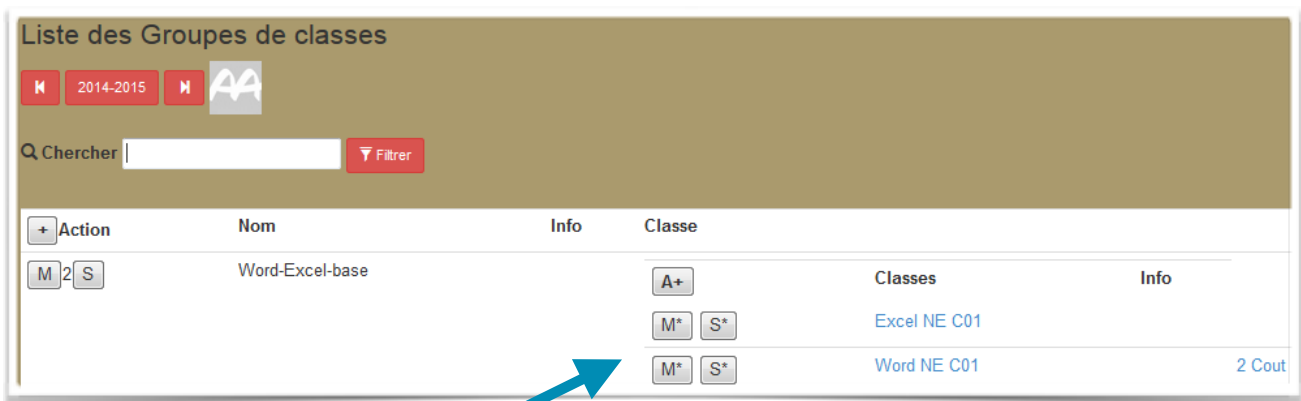 Liste des Groupes de classes
2014-2015 AA
Chercher Filtrer
+ Action Nom Info Classe
M 2 S Word-Excel-base
A+ Classes Info
M* S* Excel NE C01
M* S* Word NE C01 2 Cout